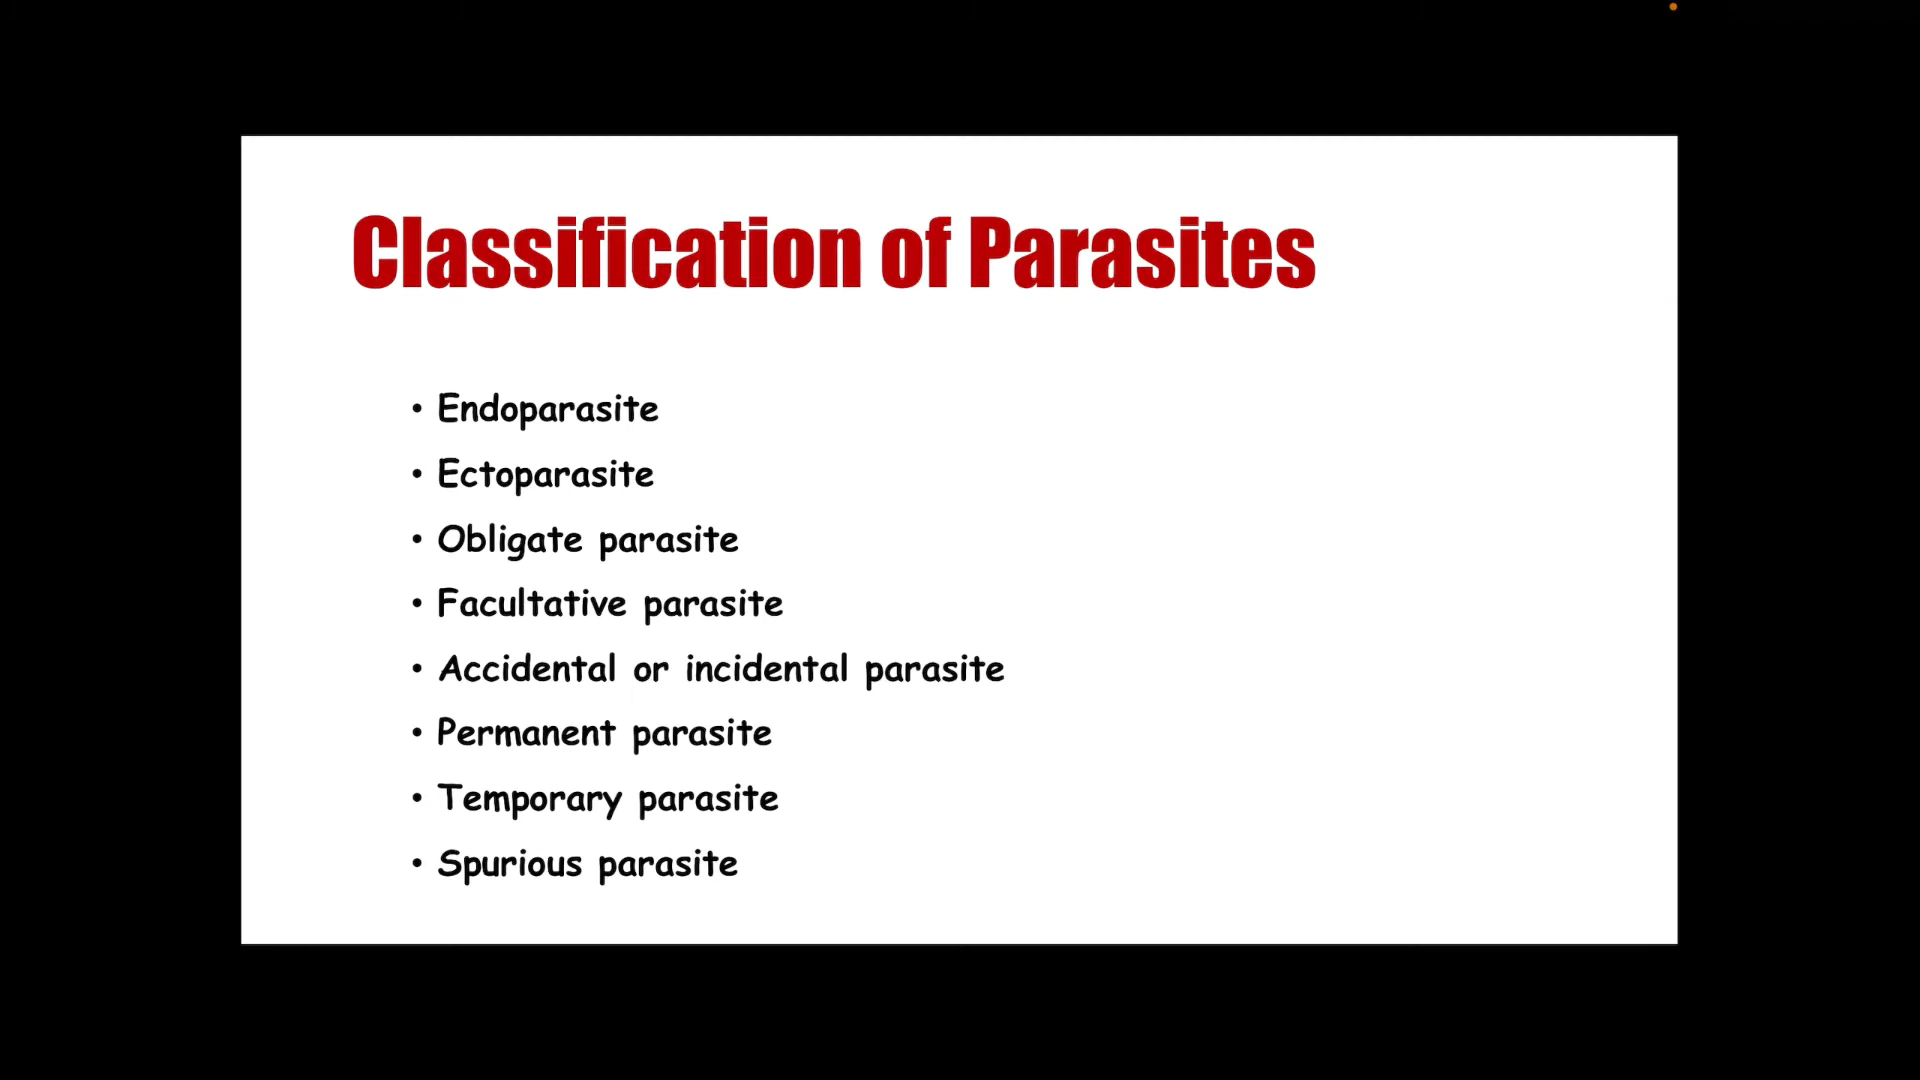 Classification of Parasites
• Endoparasite
• Ectoparasite
• Obligate parasite
• Facultative parasite
• Accidental or incidental parasite
• Permanent parasite
• Temporary parasite
• Spurious parasite